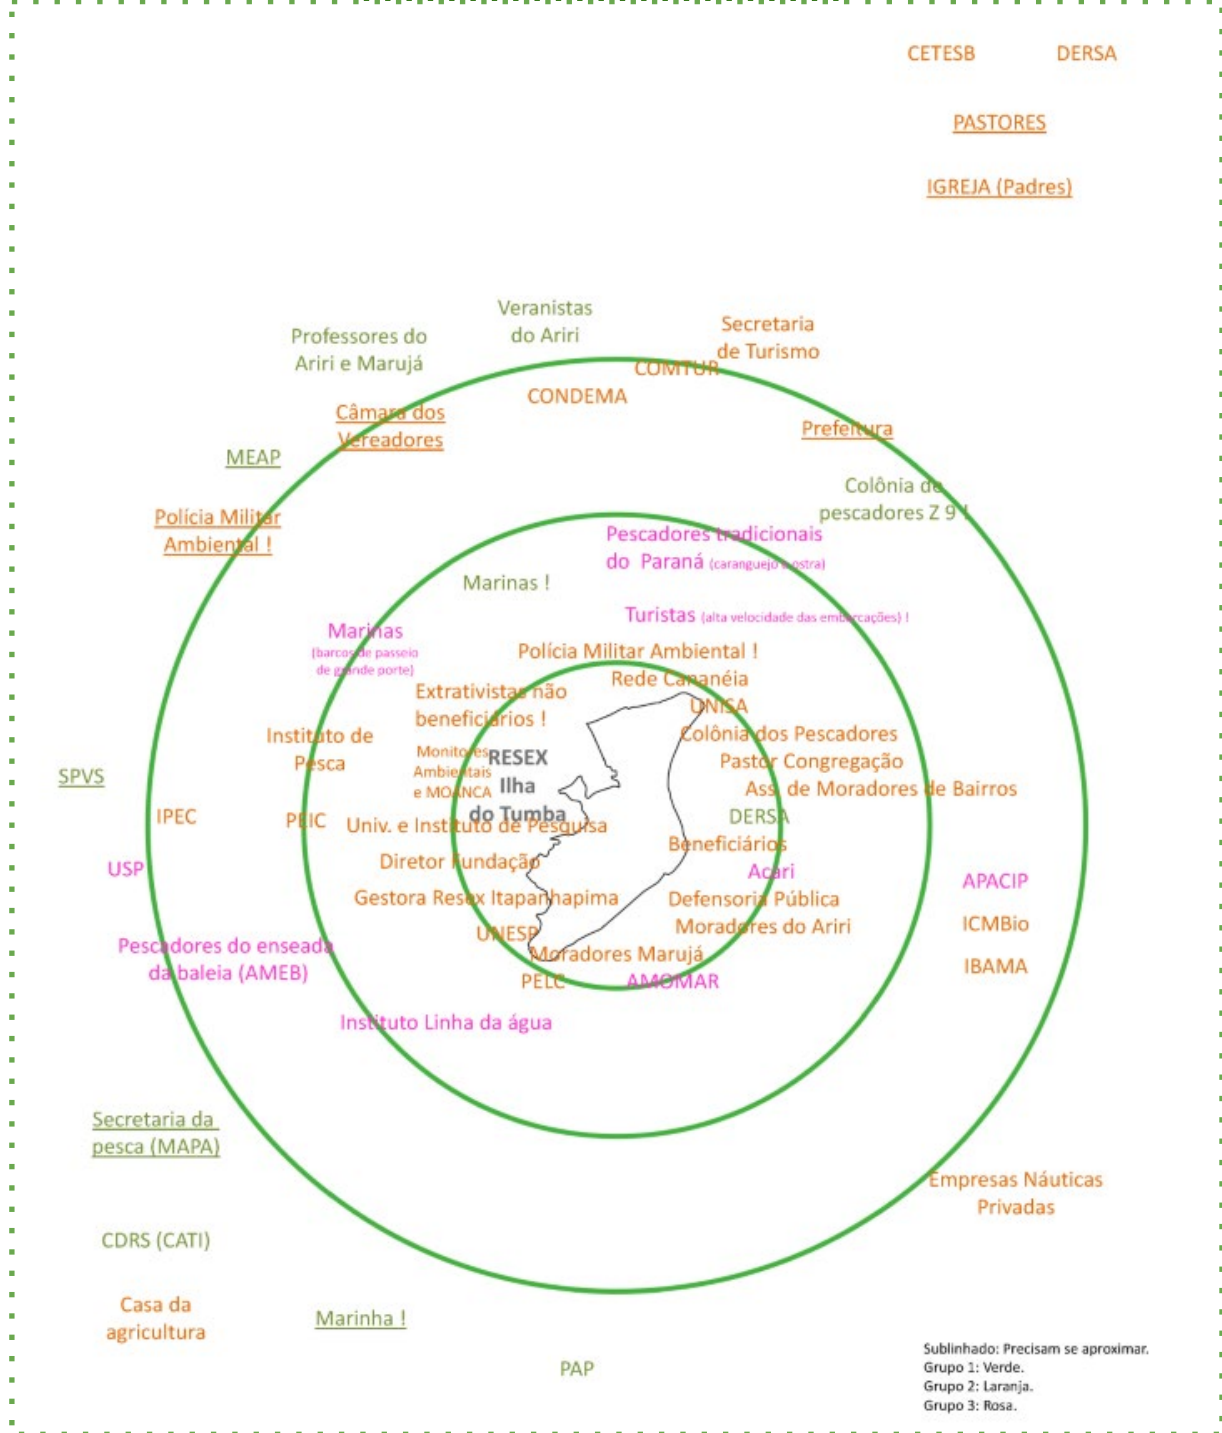 CETESB
DERSA
PASTORES
IGREJA (Padres)
Veranistas
do Ariri
Professores do
Ariri e Marujá
Secretaria
de Turismo
COMTUR
CONDEMA
Câmara dos
Vereadores
Prefeitura
MEAP
Colônia de
pescadores Z 9 !
Polícia Militar
Ambiental !
Pescadores tradicionais
do Paraná (caranguejo e ostra)
Marinas !
Turistas (alta velocidade das embarcações) !
Marinas
(barcos de passeio
de grande porte)
Polícia Militar Ambiental !
Rede Cananéia
Extrativistas não
beneficiários !
UNISA
Instituto de
Pesca
Colônia dos Pescadores
Monitores
Ambientais
e MOANCA
RESEX
Ilha
do Tumba
Pastor Congregação
Ass. de Moradores de Bairros
SPVS
IPEC
PEIC
Univ. e Instituto de Pesquisa
DERSA
Beneficiários
Diretor Fundação
USP
Acari
APACIP
Gestora Resex Itapanhapima
Defensoria Pública
ICMBio
UNESP
Moradores do Ariri
Pescadores do enseada
da baleia (AMEB)
Moradores Marujá
IBAMA
PELC
AMOMAR
Instituto Linha da água
Secretaria da
pesca (MAPA)
Empresas Náuticas
Privadas
CDRS (CATI)
Casa da
agricultura
Marinha !
PAP
Sublinhado: Precisam se aproximar.
Grupo 1: Verde.
Grupo 2: Laranja.
Grupo 3: Rosa.